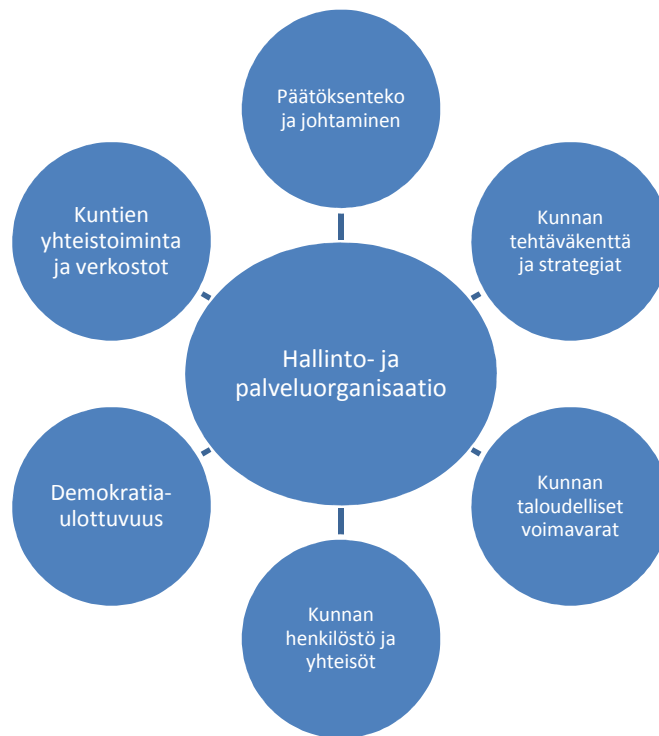 Päätöksenteko
ja johtaminen
Kuntien
yhteistoiminta
ja verkostot
Kunnan
tehtäväkenttä
ja strategiat
Hallinto- ja
palveluorganisaatio
Demokratia-
ulottuvuus
Kunnan
taloudelliset
voimavarat
Kunnan
henkilöstö ja
yhteisöt